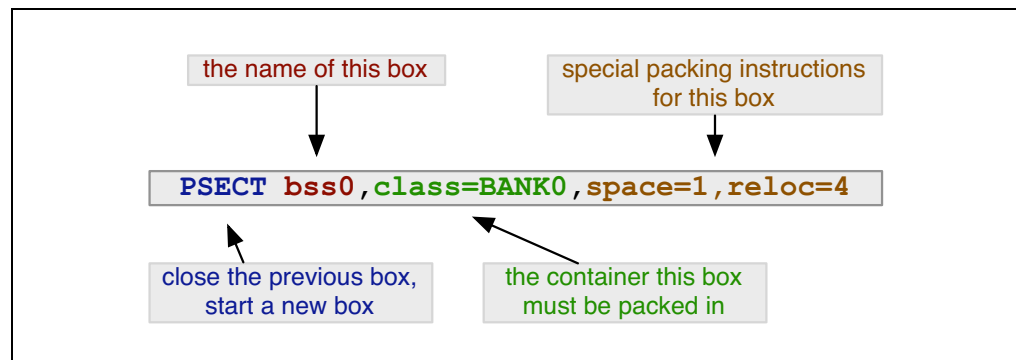 the name of this box
special packing instructions
for this box
PSECT bss0,class=BANK0,space=1,reloc=4
close the previous box,
start a new box
the container this box
must be packed in